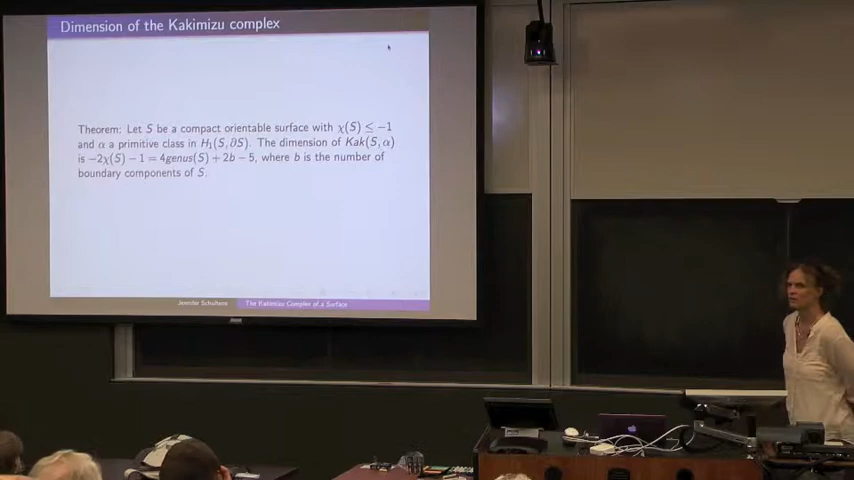 Dimension of the Kakimizu complex
Theorem: Let S be a compact orientable surface with χ(S) ≤ −1
and α a primitive class in H₁(S, ∂S). The dimension of Kak(S, α)
is −2χ(S) − 1 = 4genus(S) + 2b − 5, where b is the number of
boundary components of S.
Jennifer Schultens
The Kakimizu Complex of a Surface